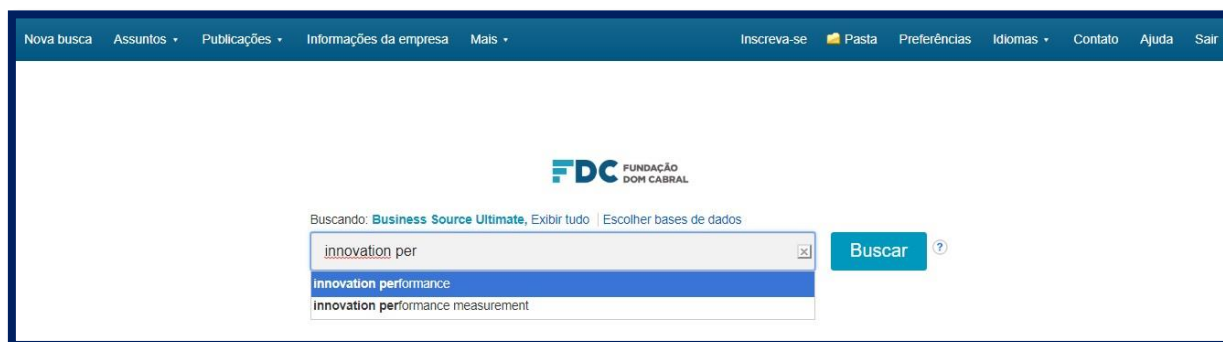 Nova busca Assuntos Publicações Informações da empresa Mais Inscreva-se Pasta Preferências Idiomas Contato Ajuda Sair
FDC FUNDAÇÃO
DOM CABRAL
Buscando: Business Source Ultimate, Exibir tudo | Escolher bases de dados
innovation per x Buscar ?
innovation performance
innovation performance measurement